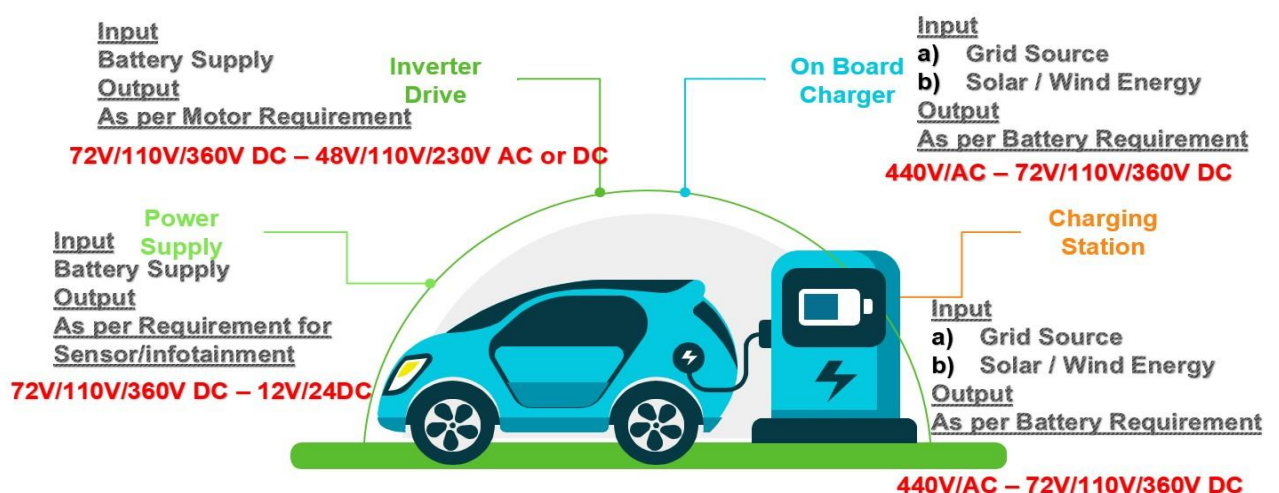 Input
Battery Supply
Output
As per Motor Requirement
72V/110V/360V DC – 48V/110V/230V AC or DC
Inverter
Drive
On Board
Charger
Input
a) Grid Source
b) Solar / Wind Energy
Output
As per Battery Requirement
440V/AC – 72V/110V/360V DC
Power
Supply
Input
Battery Supply
Output
As per Requirement for
Sensor/infotainment
72V/110V/360V DC – 12V/24DC
Charging
Station
Input
a) Grid Source
b) Solar / Wind Energy
Output
As per Battery Requirement
440V/AC – 72V/110V/360V DC